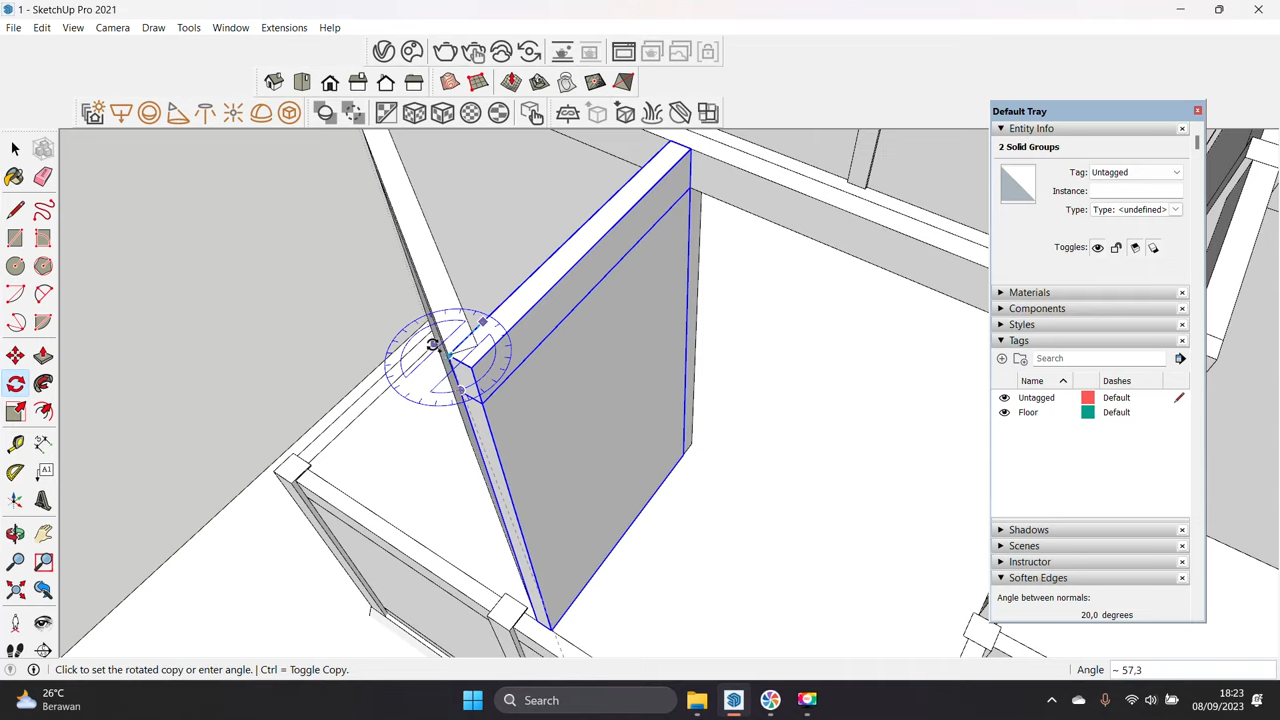 1 - SketchUp Pro 2021
File Edit View Camera Draw Tools Window Extensions Help
Default Tray
Entity Info
2 Solid Groups
Tag: Untagged
Instance:
Type: Type: <undefined>
Toggles:
Materials
Components
Styles
Tags
Search
Name Dashes
Untagged Default
Floor Default
Shadows
Scenes
Instructor
Soften Edges
Angle between normals:
20,0 degrees
A1
Click to set the rotated copy or enter angle. | Ctrl = Toggle Copy.
Angle ~ 57,3
26°C
Berawan
Search
18:23
08/09/2023